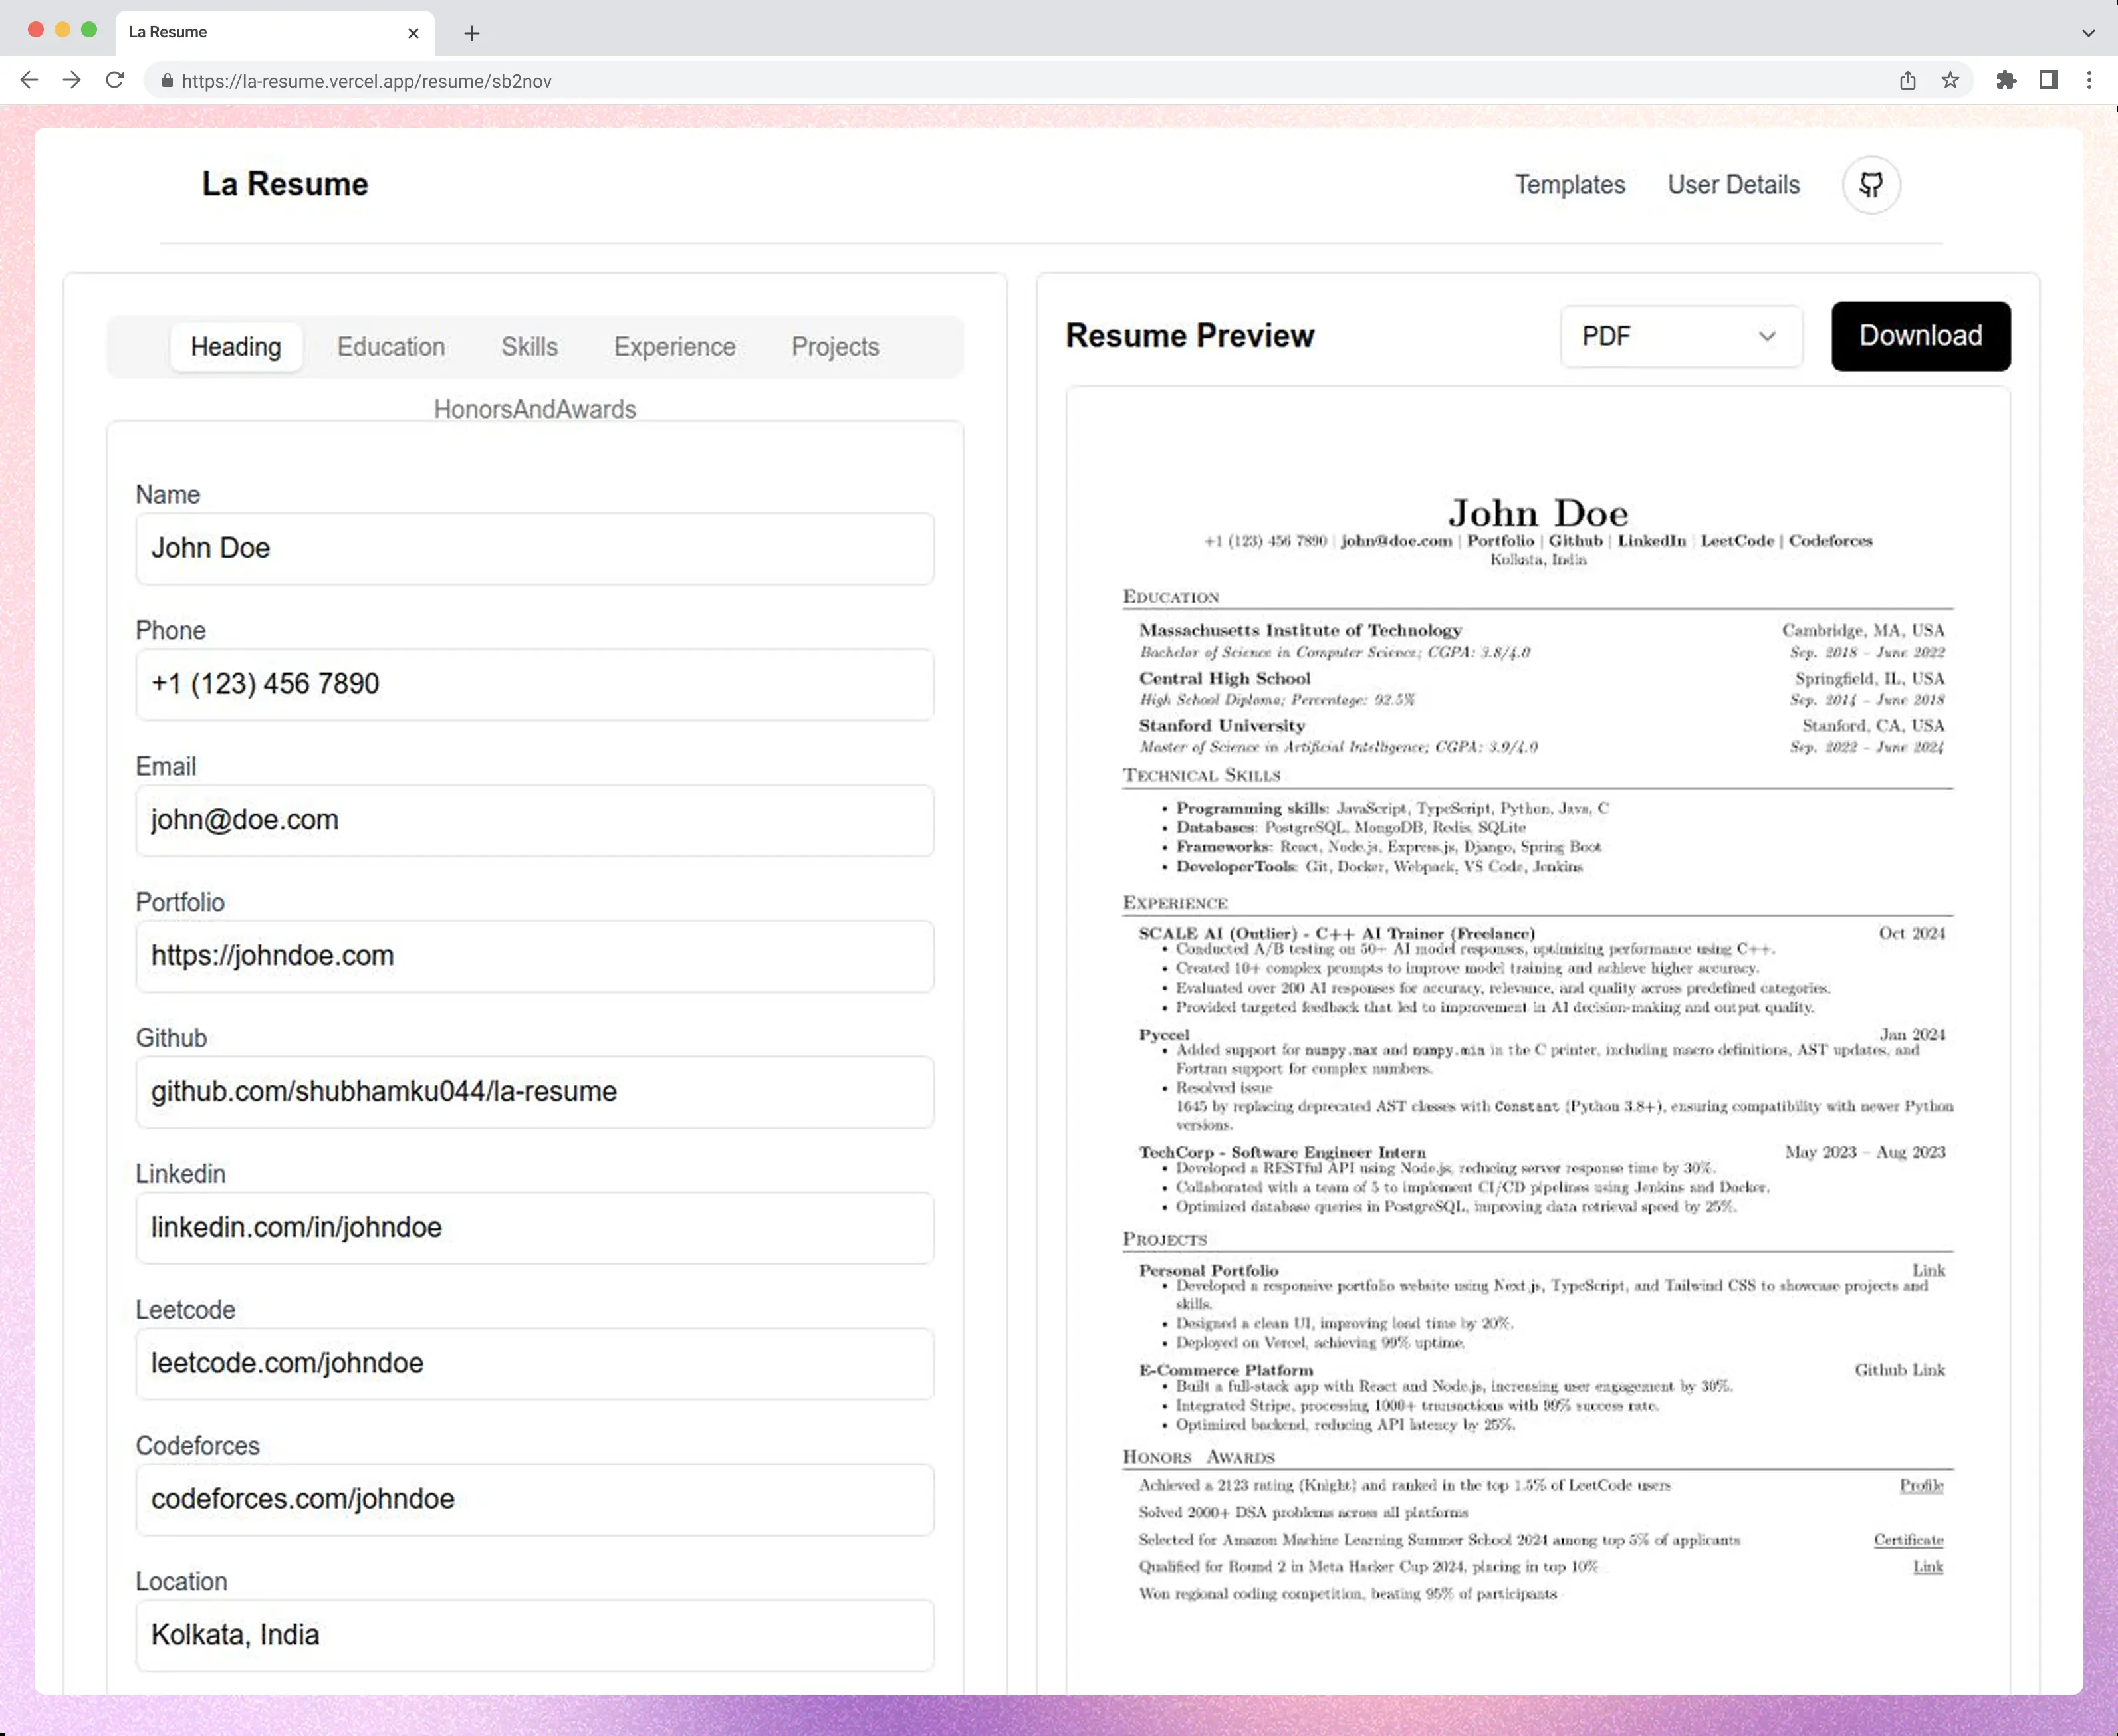 La Resume
https://la-resume.vercel.app/resume/sb2nov
La Resume
Templates
User Details
Heading
Education
Skills
Experience
Projects
HonorsAndAwards
Name
John Doe
Phone
+1 (123) 456 7890
Email
john@doe.com
Portfolio
https://johndoe.com
Github
github.com/shubhamku044/la-resume
Linkedin
linkedin.com/in/johndoe
Leetcode
leetcode.com/johndoe
Codeforces
codeforces.com/johndoe
Location
Kolkata, India
Resume Preview
PDF
Download
John Doe
+1 (123) 456 7890 | john@doe.com | Portfolio | Github | LinkedIn | LeetCode | Codeforces
Kolkata, India
EDUCATION
Massachusetts Institute of Technology Cambridge, MA, USA
Bachelor of Science in Computer Science; CGPA: 3.8/4.0 Sep. 2018 – June 2022
Central High School Springfield, IL, USA
High School Diploma; Percentage: 92.5% Sep. 2014 – June 2018
Stanford University Stanford, CA, USA
Master of Science in Artificial Intelligence; CGPA: 3.9/4.0 Sep. 2022 – June 2024
TECHNICAL SKILLS
• Programming skills: JavaScript, TypeScript, Python, Java, C
• Databases: PostgreSQL, MongoDB, Redis, SQLite
• Frameworks: React, Node.js, Express.js, Django, Spring Boot
• DeveloperTools: Git, Docker, Webpack, VS Code, Jenkins
EXPERIENCE
SCALE AI (Outlier) - C++ AI Trainer (Freelance) Oct 2024
• Conducted A/B testing on 50+ AI model responses, optimizing performance using C++.
• Created 10+ complex prompts to improve model training and achieve higher accuracy.
• Evaluated over 200 AI responses for accuracy, relevance, and quality across predefined categories.
• Provided targeted feedback that led to improvement in AI decision-making and output quality.
Pyccel Jan 2024
• Added support for numpy.max and numpy.min in the C printer, including macro definitions, AST updates, and
Fortran support for complex numbers.
• Resolved issue
1645 by replacing deprecated AST classes with Constant (Python 3.8+), ensuring compatibility with newer Python
versions.
TechCorp - Software Engineer Intern May 2023 – Aug 2023
• Developed a RESTful API using Node.js, reducing server response time by 30%.
• Collaborated with a team of 5 to implement CI/CD pipelines using Jenkins and Docker.
• Optimized database queries in PostgreSQL, improving data retrieval speed by 25%.
PROJECTS
Personal Portfolio Link
• Developed a responsive portfolio website using Next.js, TypeScript, and Tailwind CSS to showcase projects and
skills.
• Designed a clean UI, improving load time by 20%.
• Deployed on Vercel, achieving 99% uptime.
E-Commerce Platform Github Link
• Built a full-stack app with React and Node.js, increasing user engagement by 30%.
• Integrated Stripe, processing 1000+ transactions with 99% success rate.
• Optimized backend, reducing API latency by 25%.
HONORS AWARDS
Achieved a 2123 rating (Knight) and ranked in the top 1.5% of LeetCode users Profile
Solved 2000+ DSA problems across all platforms
Selected for Amazon Machine Learning Summer School 2024 among top 5% of applicants Certificate
Qualified for Round 2 in Meta Hacker Cup 2024, placing in top 10% Link
Won regional coding competition, beating 95% of participants